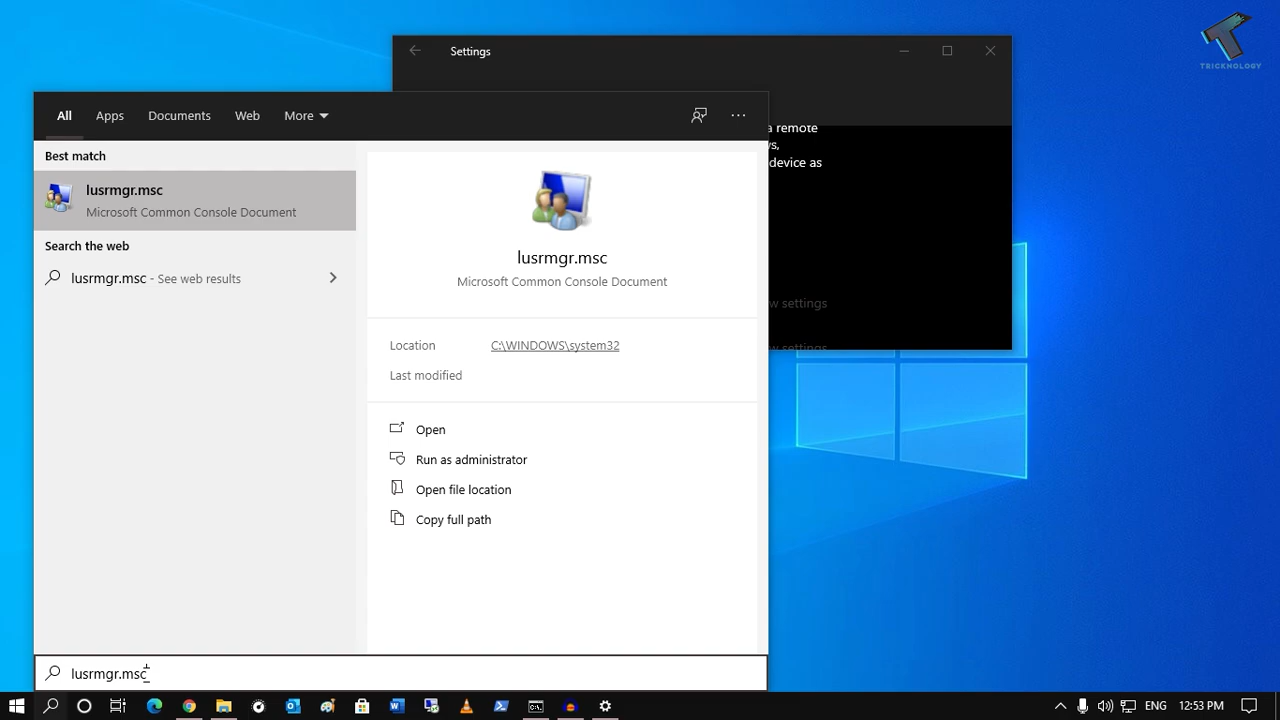 TRICKNOLOGY
Settings
All Apps Documents Web More
a remote
device as
Best match
lusrmgr.msc
Microsoft Common Console Document
Search the web
lusrmgr.msc - See web results
lusrmgr.msc
Microsoft Common Console Document
Location C:\WINDOWS\system32
Last modified
Open
Run as administrator
Open file location
Copy full path
settings
settings
lusrmgr.msc
ENG 12:53 PM